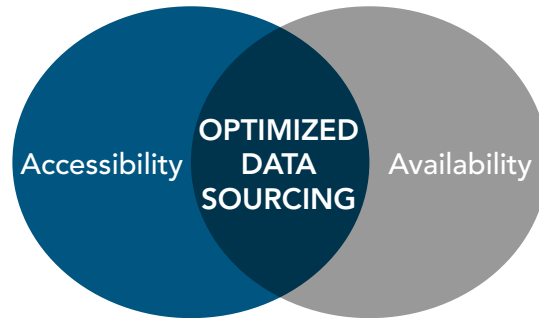 Accessibility
OPTIMIZED
DATA
SOURCING
Availability